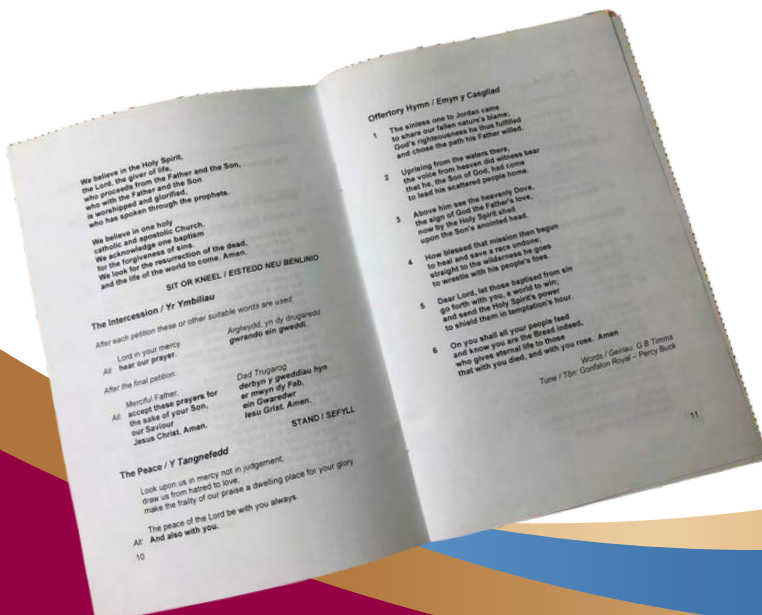 We believe in the Holy Spirit,
the Lord, the giver of life,
who proceeds from the Father and the Son,
who with the Father and the Son
is worshipped and glorified,
who has spoken through the prophets.
We believe in one holy
catholic and apostolic Church.
We acknowledge one baptism
for the forgiveness of sins.
We look for the resurrection of the dead,
and the life of the world to come. Amen.
SIT OR KNEEL / EISTEDD NEU BENLINIO
The Intercession / Yr Ymbiliau
After each petition these or other suitable words are used;
Lord in your mercy
All: hear our prayer.
Arglwydd, yn dy drugaredd
gwrando ein gweddi.
After the final petition:
Merciful Father,
All: accept these prayers for
the sake of your Son,
our Saviour
Jesus Christ. Amen.
Dad Trugarog
derbyn y gweddïau hyn
er mwyn dy Fab,
ein Gwaredwr
Iesu Grist. Amen.
STAND / SEFYLL
The Peace / Y Tangnefedd
Look upon us in mercy not in judgement;
draw us from hatred to love;
make the frailty of our praise a dwelling place for your glory.
The peace of the Lord be with you always.
All: And also with you.
10
Offertory Hymn / Emyn y Casgliad
1 The sinless one to Jordan came
to share our fallen nature's blame;
God's righteousness he thus fulfilled
and chose the path his Father willed.
2 Uprising from the waters there,
the voice from heaven did witness bear
that he, the Son of God, had come
to lead his scattered people home.
3 Above him see the heavenly Dove,
the sign of God the Father's love,
now by the Holy Spirit shed
upon the Son's anointed head.
4 How blessed that mission then begun
to heal and save a race undone;
straight to the wilderness he goes
to wrestle with his people's foes.
5 Dear Lord, let those baptised from sin
go forth with you, a world to win;
and send the Holy Spirit's power
to shield them in temptation's hour.
6 On you shall all your people feed
and know you are the Bread indeed,
who gives eternal life to those
that with you died, and with you rose. Amen
Words / Geiriau: G B Timms
Tune / Tôn: Gonfalon Royal – Percy Buck
11